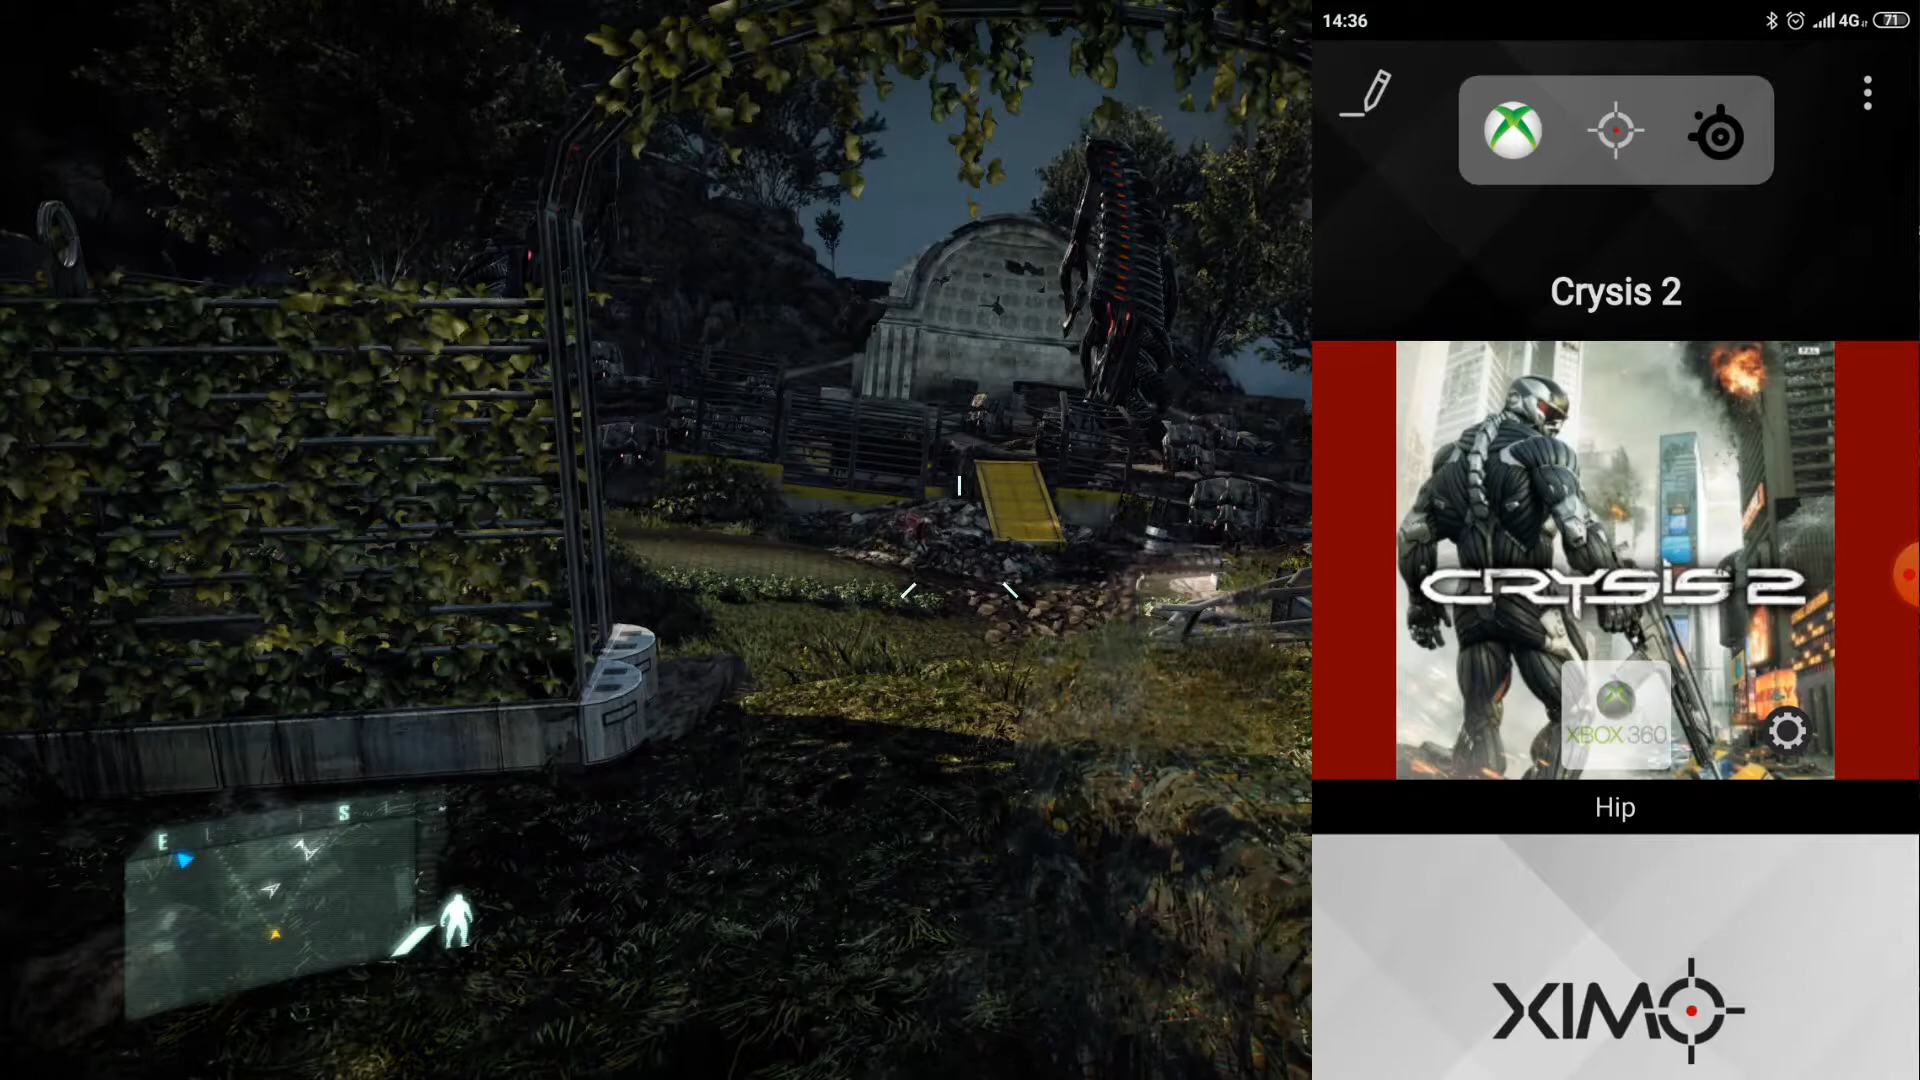 E
S
14:36
4G
71
Crysis 2
CRYSIS 2
XBOX 360
Hip
XIM